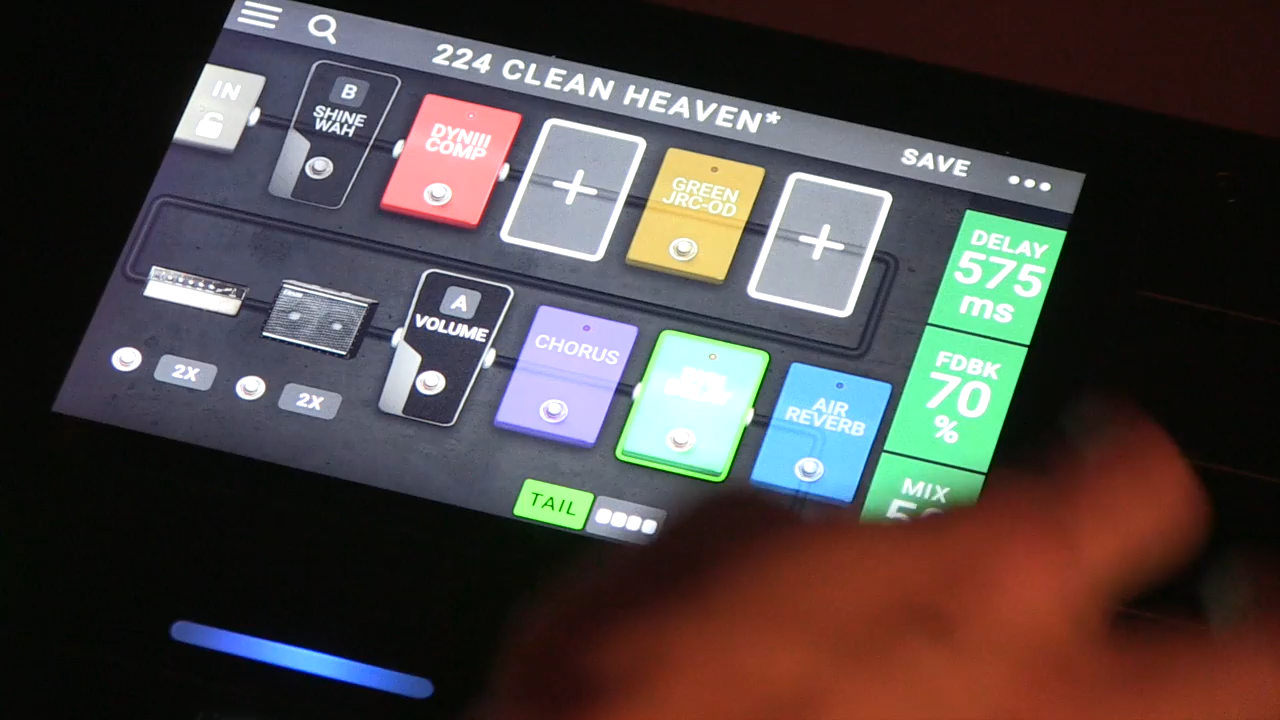 224 CLEAN HEAVEN*
SAVE
IN
B
SHINE
WAH
DYNIII
COMP
GREEN
JRC-OD
DELAY
575
ms
A
VOLUME
CHORUS
DELAY
AIR
REVERB
FDBK
70
%
2X
2X
MIX
TAIL